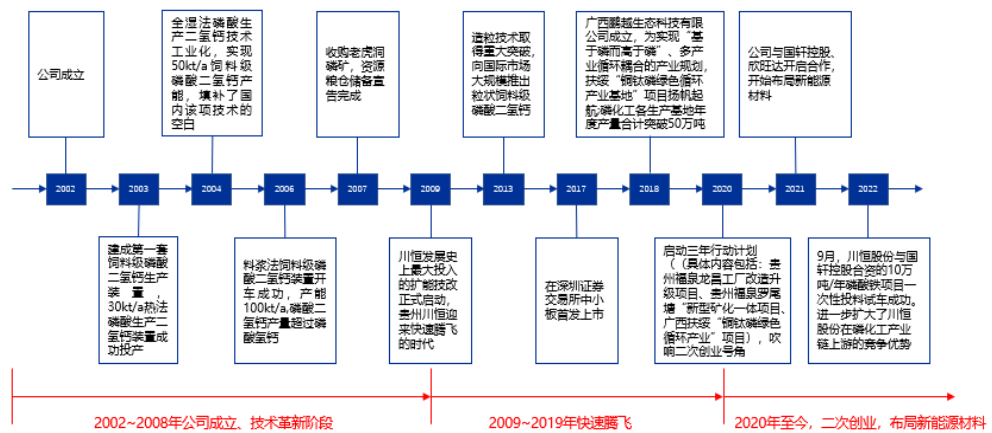 公司成立
全湿法磷酸生
产二氢钙技术
工业化，实现
50kt/a饲料级
磷酸二氢钙产
能，填补了国
内该项技术的
空白
收购老虎洞
磷矿，资源
粮仓储备宣
告完成
造粒技术取
得重大突破，
向国际市场
大规模推出
粒状饲料级
磷酸二氢钙
广西鹏越生态科技有限
公司成立，为实现“基
于磷而高于磷”、多产
业循环耦合的产业规划，
扶绥“铜钛磷绿色循环
产业基地”项目扬帆起
航;磷化工各生产基地年
度产量合计突破50万吨
公司与国轩控股、
欣旺达开启合作，
开始布局新能源
材料
2002
2003
2004
2006
2007
2009
2013
2017
2018
2020
2021
2022
建成第一套
饲料级磷酸
二氢钙生产
装置，
30kt/a热法
磷酸生产二
氢钙装置成
功投产
料浆法饲料级磷
酸二氢钙装置开
车成功，产能
100kt/a,磷酸二
氢钙产量超过磷
酸氢钙
川恒发展史
上最大投入
的扩能技改
正式启动，
贵州川恒迎
来快速腾飞
的时代
在深圳证券
交易所中小
板首发上市
启动三年行动计划
（（具体内容包括：贵
州福泉龙昌工厂改造升
级项目、贵州福泉罗尾
塘“新型矿化一体项目、
广西扶绥“铜钛磷绿色
循环产业”项目），吹
响二次创业号角
9月，川恒股份与国
轩控股合资的10万
吨/年磷酸铁项目一
次性投料试车成功。
进一步扩大了川恒
股份在磷化工产业
链上游的竞争优势
2002~2008年公司成立、技术革新阶段
2009~2019年快速腾飞
2020年至今，二次创业，布局新能源材料